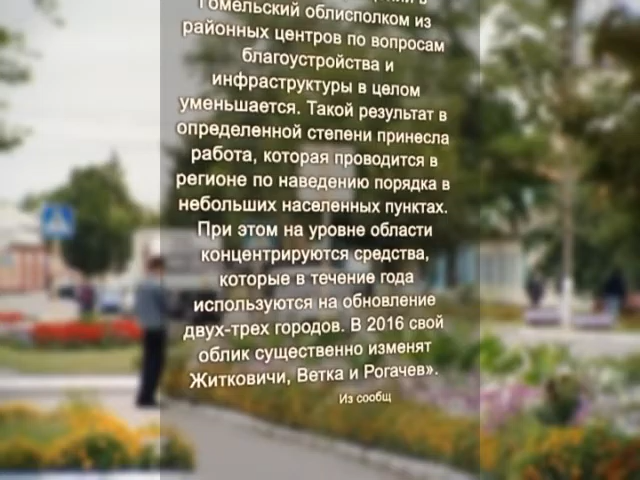 Гомельский облисполком из
районных центров по вопросам
благоустройства и
инфраструктуры в целом
уменьшается. Такой результат в
определенной степени принесла
работа, которая проводится в
регионе по наведению порядка в
небольших населенных пунктах.
При этом на уровне области
концентрируются средства,
которые в течение года
используются на обновление
двух-трех городов. В 2016 свой
облик существенно изменят
Житковичи, Ветка и Рогачев».
Из сообщ